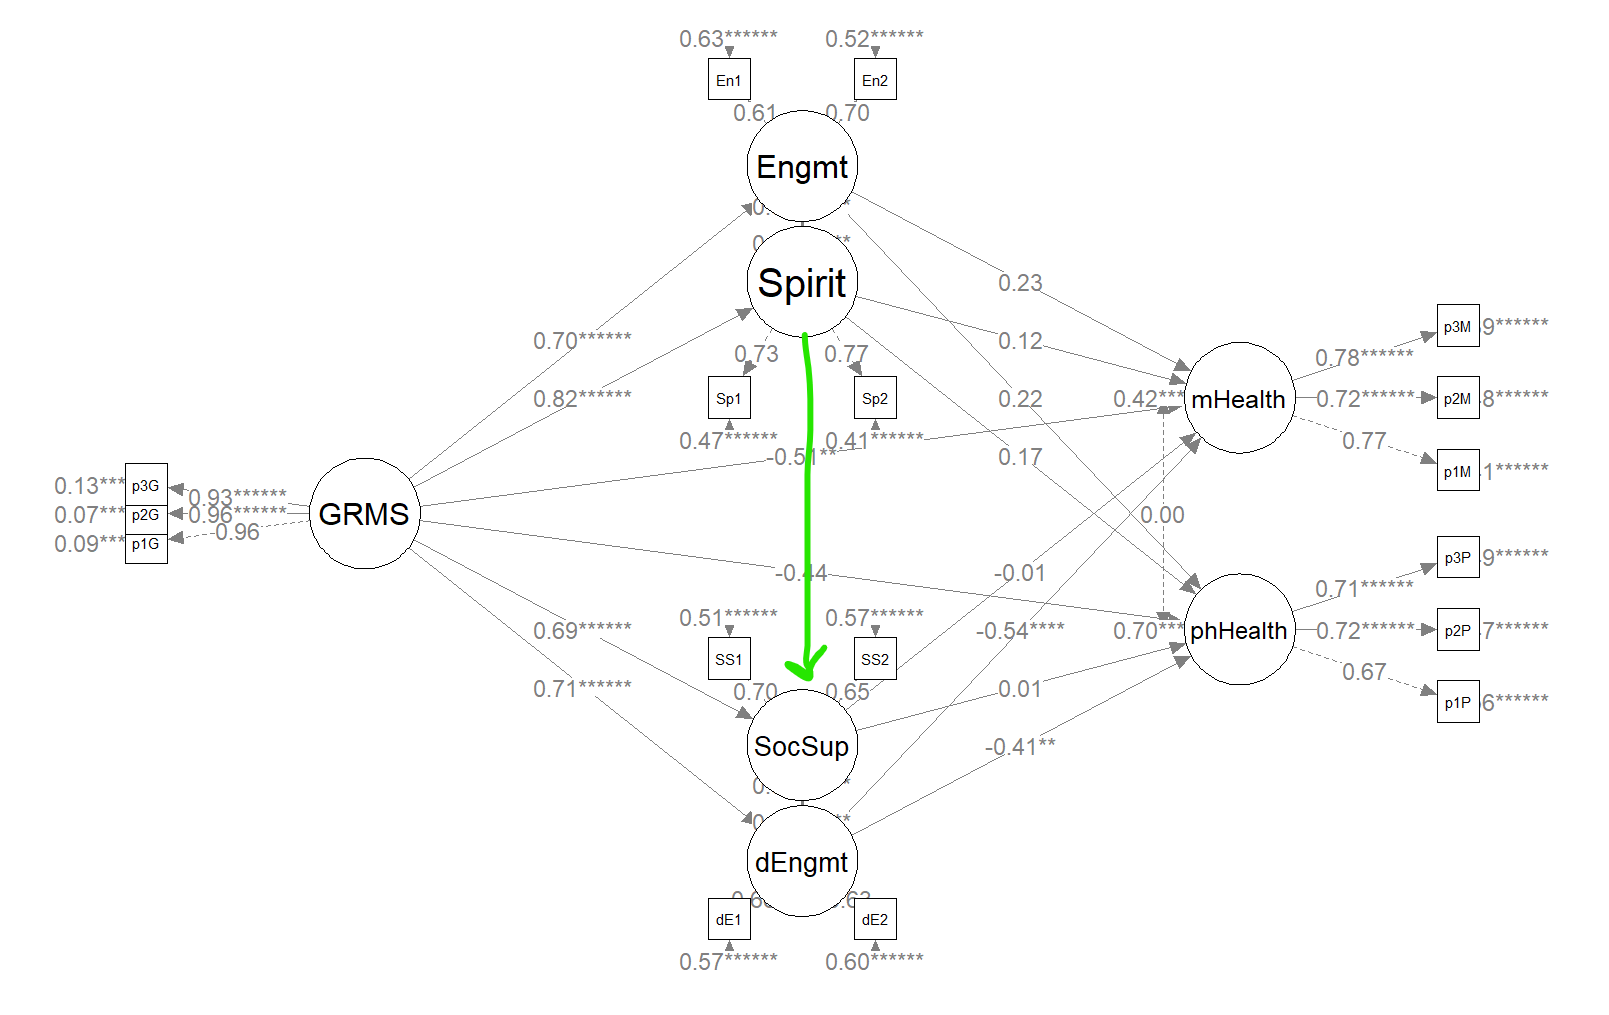 0.63****** 0.52******
En1 En2
0.61 0.70
Engmt
Spirit
0.23
0.70****** 0.73 0.77 0.12
p3M
0.78******
0.82****** Sp1 Sp2 0.22 0.42*** mHealth 0.72****** p2M
0.47****** 0.41****** 0.77
-0.51** 0.17
p1M
0.13*** p3G 0.93******
0.07*** p2G 0.96****** GRMS 0.00
0.09*** p1G 0.96
p3P
-0.44 -0.01 0.71******
0.51****** 0.57******
0.69****** -0.54**** 0.70*** phHealth 0.72****** p2P
SS1 SS2 0.67
0.71****** 0.70 0.65 0.01
p1P
SocSup -0.41**
dEngmt
dE1 dE2
0.57****** 0.60******